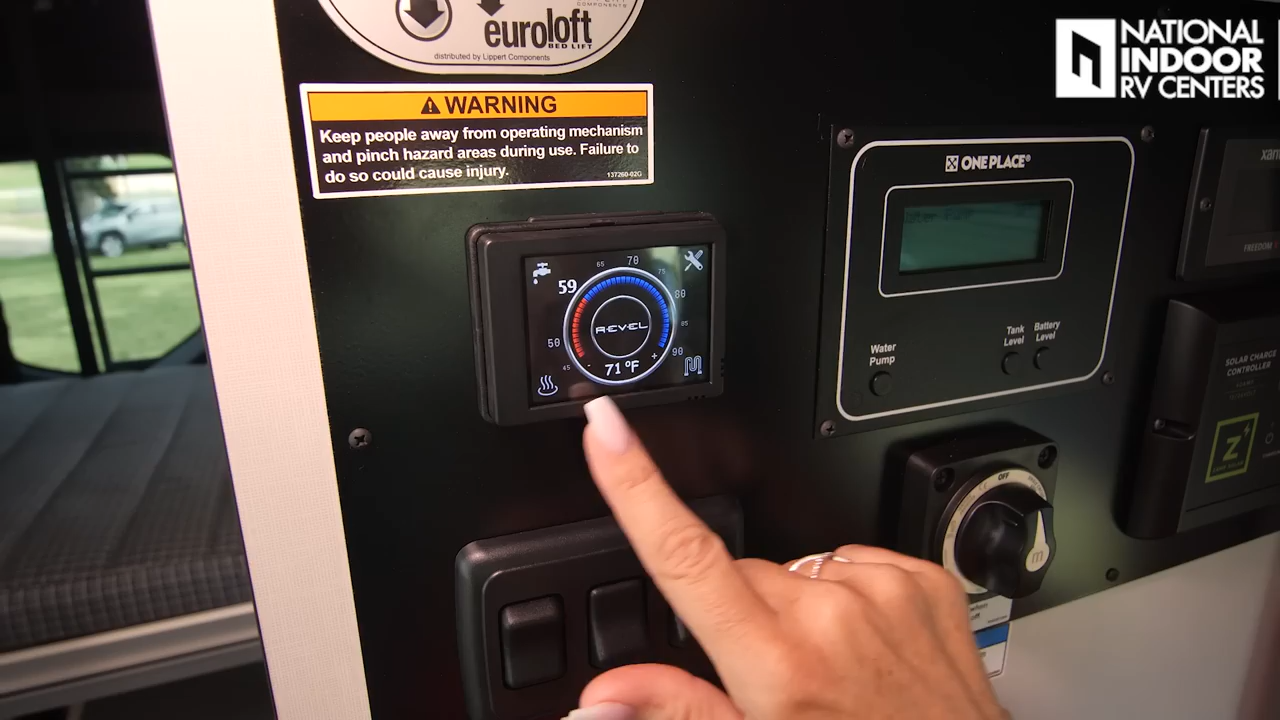 euroloft
BED LIFT
distributed by Lippert Components
NATIONAL
INDOOR
RV CENTERS
WARNING
Keep people away from operating mechanism
and pinch hazard areas during use. Failure to
do so could cause injury.
137260-02G
ONE PLACE®
45
50
59
65
70
75
80
85
90
REVEL
- +
71°F
Water
Pump
Tank
Level
Battery
Level
FREEDOM
SOLAR CHARGE
CONTROLLER
Z
OFF
m